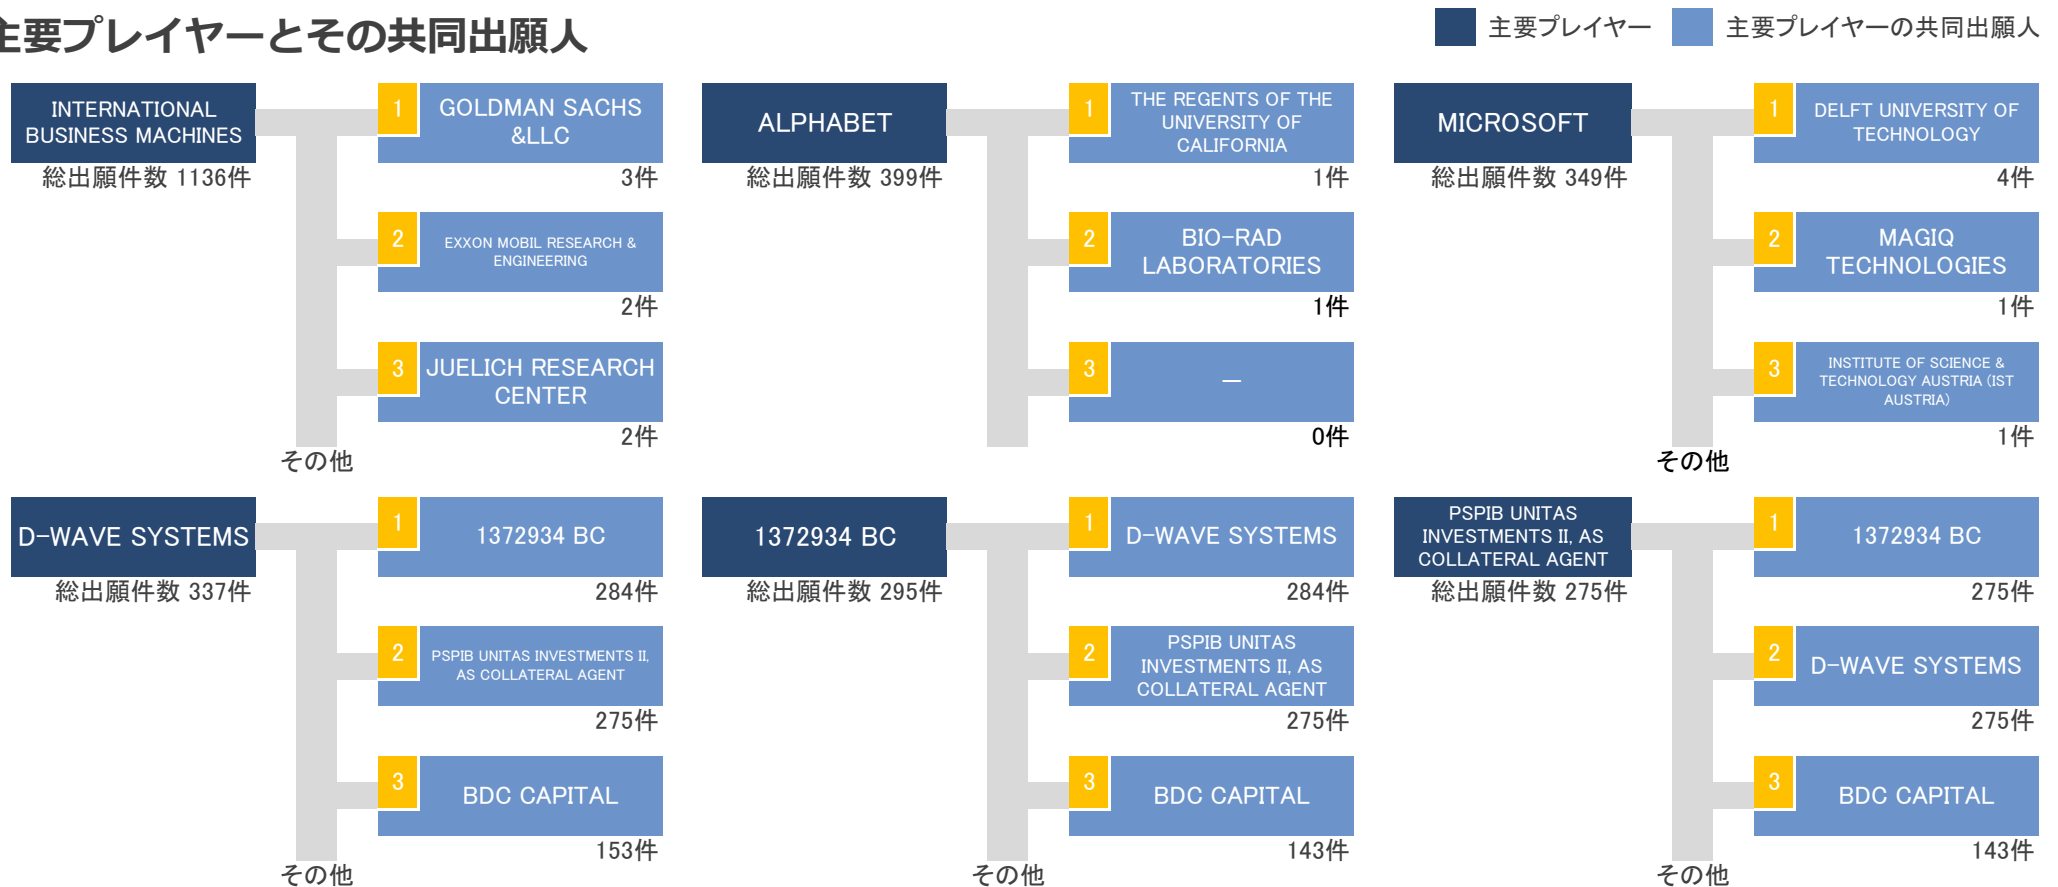 主要プレイヤーとその共同出願人
主要プレイヤー
主要プレイヤーの共同出願人
INTERNATIONAL
BUSINESS MACHINES
総出願件数 1136件
1
GOLDMAN SACHS
&LLC
3件
2
EXXON MOBIL RESEARCH &
ENGINEERING
2件
3
JUELICH RESEARCH
CENTER
2件
その他
ALPHABET
総出願件数 399件
1
THE REGENTS OF THE
UNIVERSITY OF
CALIFORNIA
1件
2
BIO-RAD
LABORATORIES
1件
3
－
0件
MICROSOFT
総出願件数 349件
1
DELFT UNIVERSITY OF
TECHNOLOGY
4件
2
MAGIQ
TECHNOLOGIES
1件
3
INSTITUTE OF SCIENCE &
TECHNOLOGY AUSTRIA (IST
AUSTRIA)
1件
その他
D-WAVE SYSTEMS
総出願件数 337件
1
1372934 BC
284件
2
PSPIB UNITAS INVESTMENTS II,
AS COLLATERAL AGENT
275件
3
BDC CAPITAL
153件
その他
1372934 BC
総出願件数 295件
1
D-WAVE SYSTEMS
284件
2
PSPIB UNITAS
INVESTMENTS II, AS
COLLATERAL AGENT
275件
3
BDC CAPITAL
143件
その他
PSPIB UNITAS
INVESTMENTS II, AS
COLLATERAL AGENT
総出願件数 275件
1
1372934 BC
275件
2
D-WAVE SYSTEMS
275件
3
BDC CAPITAL
143件
その他